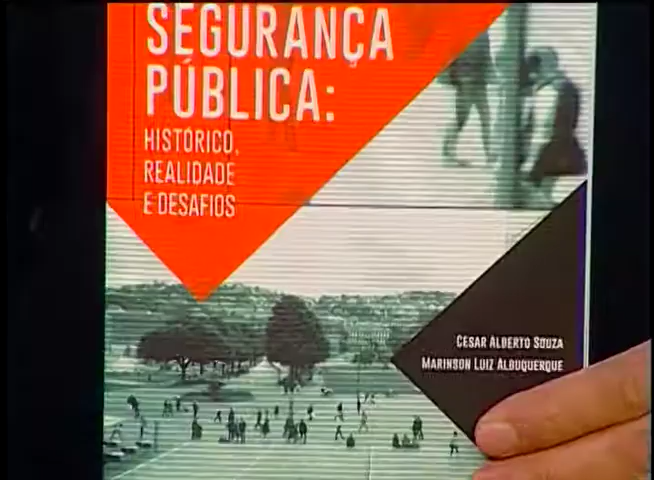 SEGURANÇA
PÚBLICA:
HISTÓRICO,
REALIDADE
E DESAFIOS
CESAR ALBERTO SOUZA
MARINSON LUIZ ALBUQUERQUE